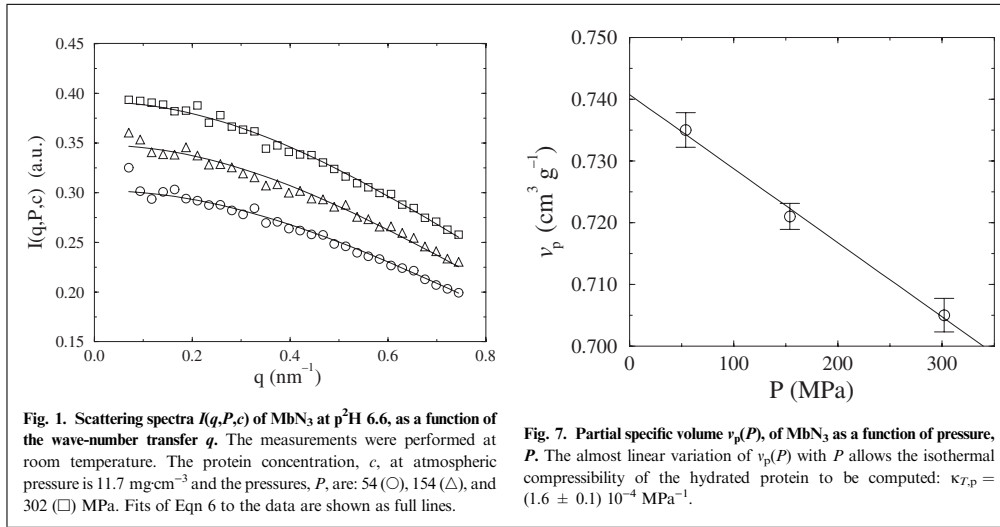 0.45
0.40
0.35
0.30
0.25
0.20
0.15
I(q,P,c) (a.u.)
0.0 0.2 0.4 0.6 0.8
q (nm⁻¹)
Fig. 1. Scattering spectra I(q,P,c) of MbN₃ at p²H 6.6, as a function of
the wave-number transfer q. The measurements were performed at
room temperature. The protein concentration, c, at atmospheric
pressure is 11.7 mg·cm⁻³ and the pressures, P, are: 54 (○), 154 (△), and
302 (□) MPa. Fits of Eqn 6 to the data are shown as full lines.
0.750
0.740
0.730
0.720
0.710
0.700
νp (cm³ g⁻¹)
0 100 200 300
P (MPa)
Fig. 7. Partial specific volume νp(P), of MbN₃ as a function of pressure,
P. The almost linear variation of νp(P) with P allows the isothermal
compressibility of the hydrated protein to be computed: κT,p =
(1.6 ± 0.1) 10⁻⁴ MPa⁻¹.